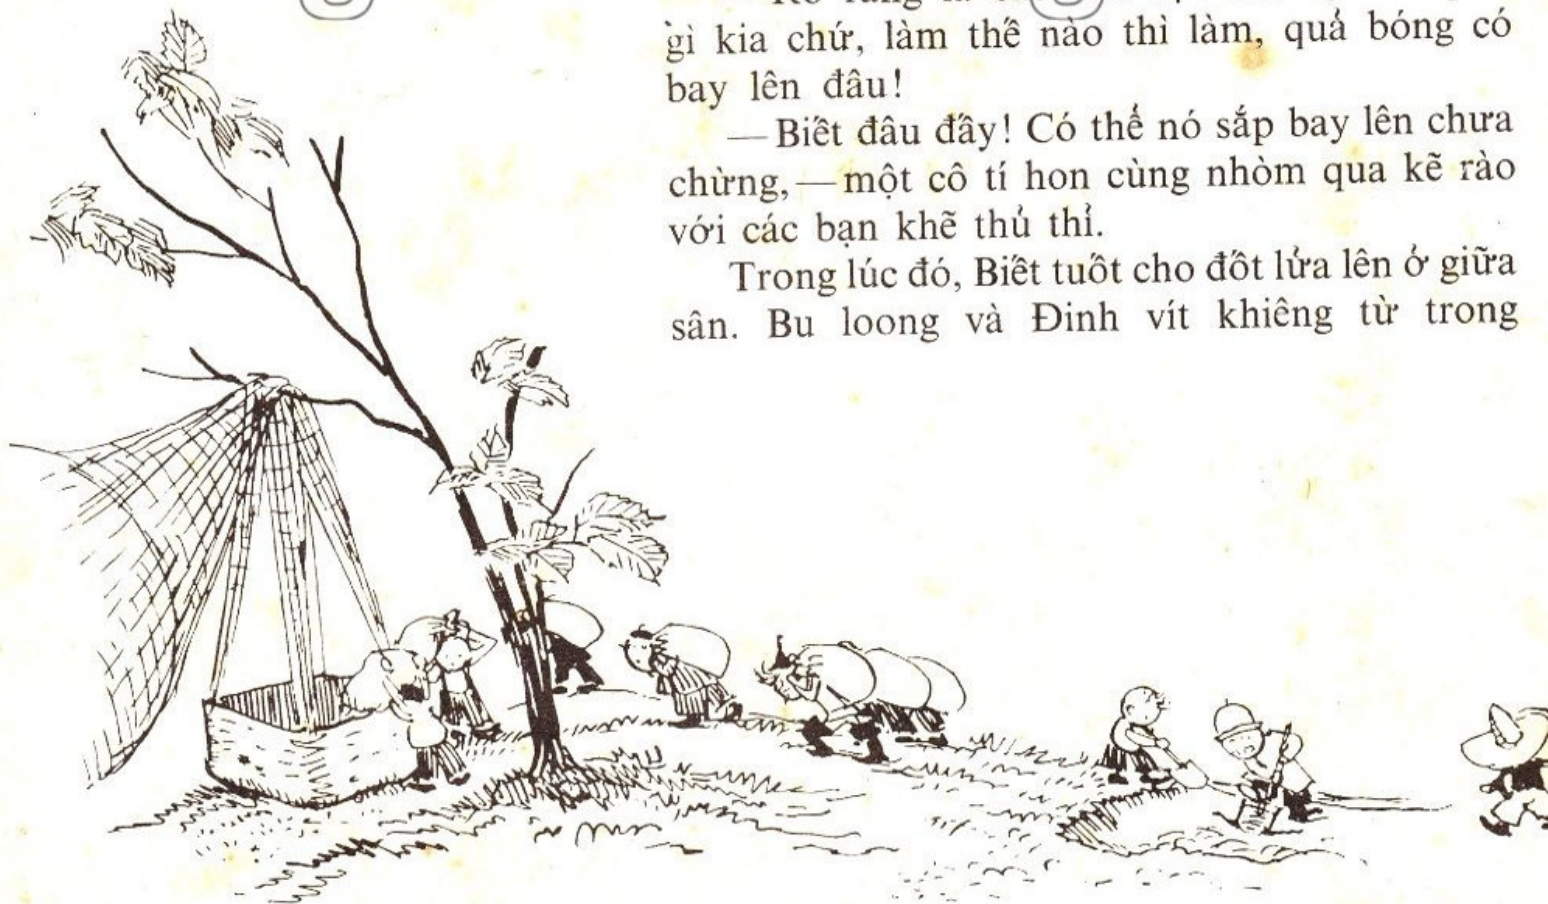 gì kia chứ, làm thế nào thì làm, quả bóng có
bay lên đâu!
— Biết đâu đấy! Có thể nó sắp bay lên chưa
chừng, — một cô tí hon cùng nhòm qua kẽ rào
với các bạn khẽ thủ thỉ.
Trong lúc đó, Biết tuốt cho đốt lửa lên ở giữa
sân. Bu loong và Đinh vít khiêng từ trong